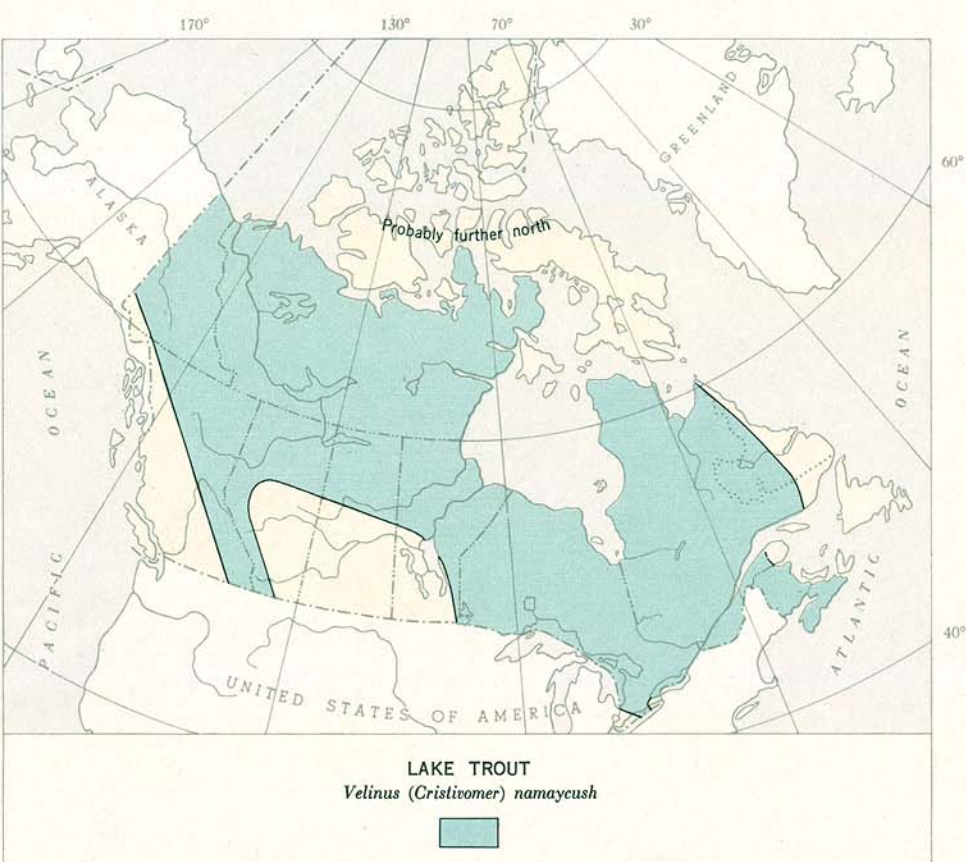 170° 130° 70° 30°
60°
GREENLAND
ALASKA
Probably further north
OCEAN
OCEAN
PACIFIC
ATLANTIC
40°
UNITED STATES OF AMERICA
LAKE TROUT
Velinus (Cristivomer) namaycush